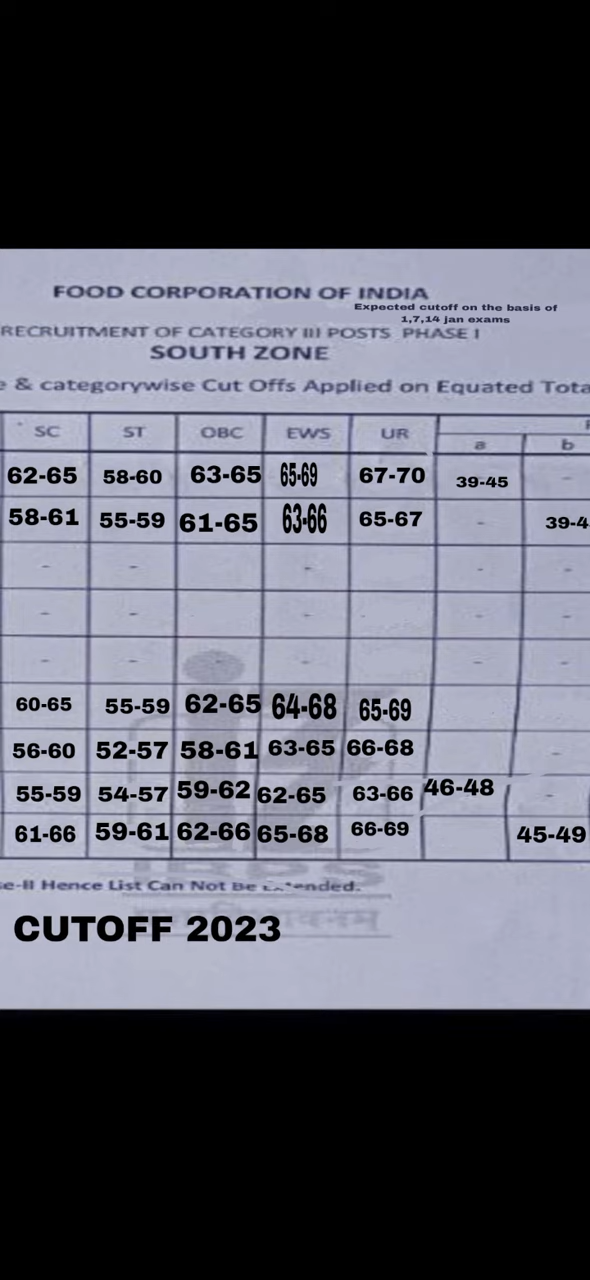 FOOD CORPORATION OF INDIA
Expected cutoff on the basis of
1,7,14 jan exams
RECRUITMENT OF CATEGORY III POSTS PHASE I
SOUTH ZONE
e & categorywise Cut Offs Applied on Equated Tota
SC ST OBC EWS UR
a b
62-65 58-60 63-65 65-69 67-70 39-45 -
58-61 55-59 61-65 63-66 65-67 - 39-4
- - - - -
- - - - -
- - - - -
60-65 55-59 62-65 64-68 65-69
56-60 52-57 58-61 63-65 66-68 -
55-59 54-57 59-62 62-65 63-66 46-48 -
61-66 59-61 62-66 65-68 66-69 45-49
IBPS
se-II Hence List Can Not Be
CUTOFF 2023